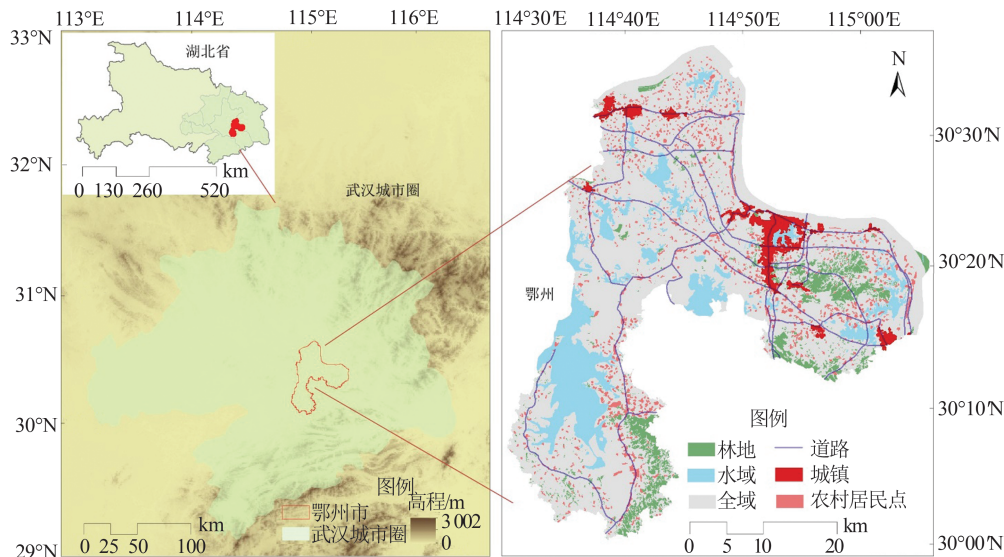 113°E 114°E 115°E 116°E
33°N
32°N
31°N
30°N
29°N
湖北省
0 130 260 520
km
武汉城市圈
图例
鄂州市
武汉城市圈
高程/m
3 002
0
km
0 25 50 100
114°30′E 114°40′E 114°50′E 115°00′E
N
30°30′N
30°20′N
30°10′N
30°00′N
鄂州
图例
林地 道路
水域 城镇
全域 农村居民点
km
0 5 10 20